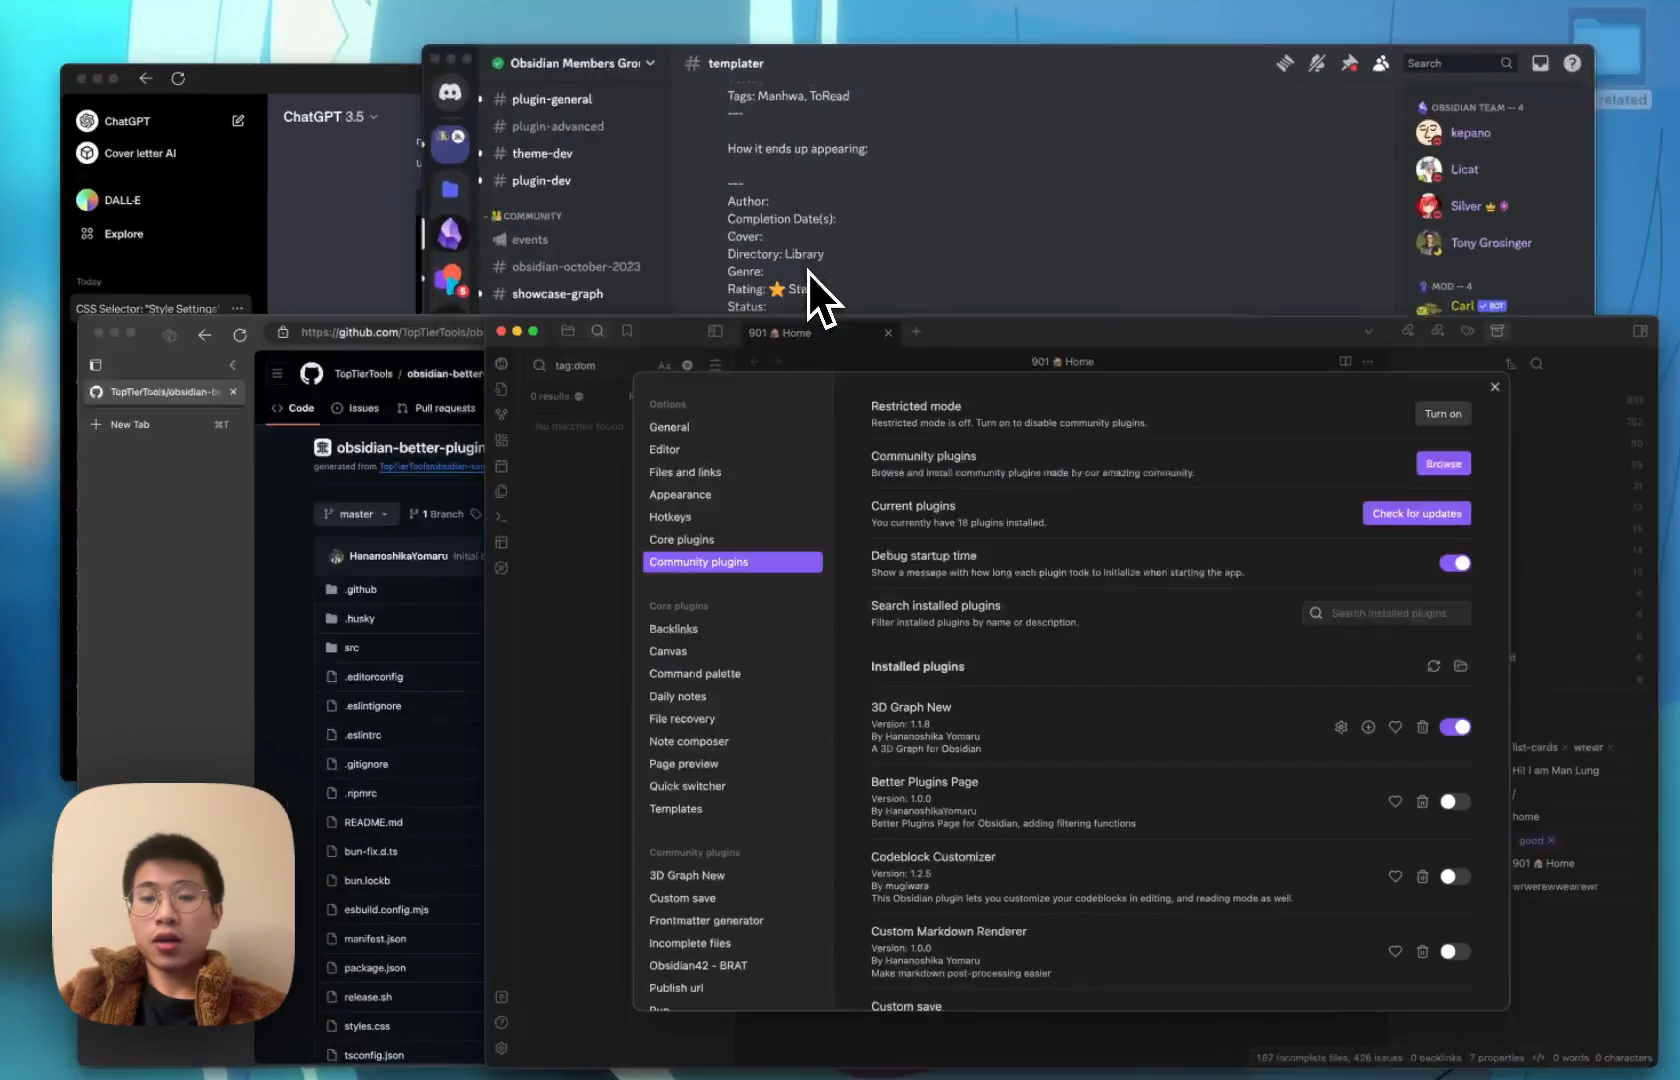 related
ChatGPT
Cover letter AI
DALL·E
Explore
Today
CSS Selector: "Style Settings'
ChatGPT 3.5
Obsidian Members Gro
plugin-general
plugin-advanced
theme-dev
plugin-dev
COMMUNITY
events
obsidian-october-2023
showcase-graph
5
# templater
Search
Tags: Manhwa, ToRead
---
How it ends up appearing:
---
Author:
Completion Date(s):
Cover:
Directory: Library
Genre:
Rating: ⭐ Sta
Status:
OBSIDIAN TEAM — 4
kepano
Licat
Silver
Tony Grosinger
MOD — 4
Carl ✓ BOT
https://github.com/TopTierTools/ob
TopTierTools/obsidian-be
New Tab ⌘T
TopTierTools / obsidian-better
Code Issues Pull requests
obsidian-better-plugin
generated from TopTierTools/obsidian-sam
master 1 Branch
HananoshikaYomaru Initial c
.github
.husky
src
.editorconfig
.eslintignore
.eslintrc
.gitignore
.npmrc
README.md
bun-fix.d.ts
bun.lockb
esbuild.config.mjs
manifest.json
package.json
release.sh
styles.css
tsconfig.json
901 🏠 Home
tag:dom Aa
0 results
No matches found
901 🏠 Home
Options
General
Editor
Files and links
Appearance
Hotkeys
Core plugins
Community plugins
Core plugins
Backlinks
Canvas
Command palette
Daily notes
File recovery
Note composer
Page preview
Quick switcher
Templates
Community plugins
3D Graph New
Custom save
Frontmatter generator
Incomplete files
Obsidian42 - BRAT
Publish url
Run
Restricted mode
Restricted mode is off. Turn on to disable community plugins.
Turn on
Community plugins
Browse and install community plugins made by our amazing community.
Browse
Current plugins
You currently have 18 plugins installed.
Check for updates
Debug startup time
Show a message with how long each plugin took to initialize when starting the app.
Search installed plugins
Filter installed plugins by name or description.
Search installed plugins
Installed plugins
3D Graph New
Version: 1.1.8
By Hananoshika Yomaru
A 3D Graph for Obsidian
Better Plugins Page
Version: 1.0.0
By HananoshikaYomaru
Better Plugins Page for Obsidian, adding filtering functions
Codeblock Customizer
Version: 1.2.5
By mugiwara
This Obsidian plugin lets you customize your codeblocks in editing, and reading mode as well.
Custom Markdown Renderer
Version: 1.0.0
By Hananoshika Yomaru
Make markdown post-processing easier
Custom save
list-cards × wrewr ×
Hi! I am Man Lung
/
home
good ×
901 🏠 Home
wrwerewwewrewr
187 incomplete files, 426 issues 0 backlinks 7 properties 0 words 0 characters